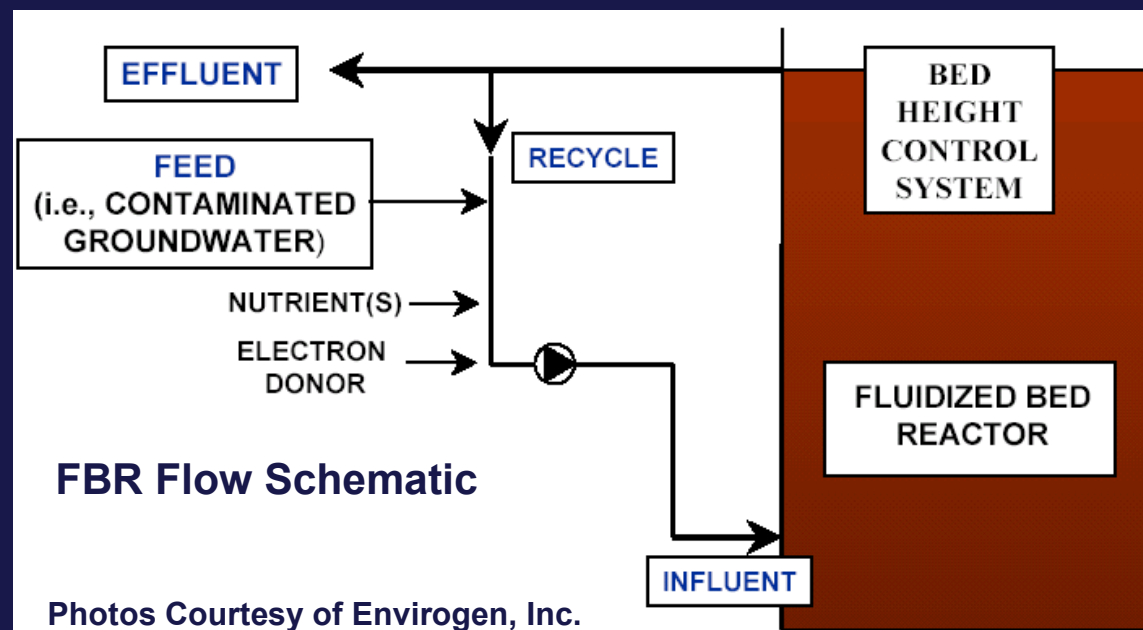 EFFLUENT
BED
HEIGHT
CONTROL
SYSTEM
RECYCLE
FEED
(i.e., CONTAMINATED
GROUNDWATER)
NUTRIENT(S)
ELECTRON
DONOR
FLUIDIZED BED
REACTOR
FBR Flow Schematic
INFLUENT
Photos Courtesy of Envirogen, Inc.